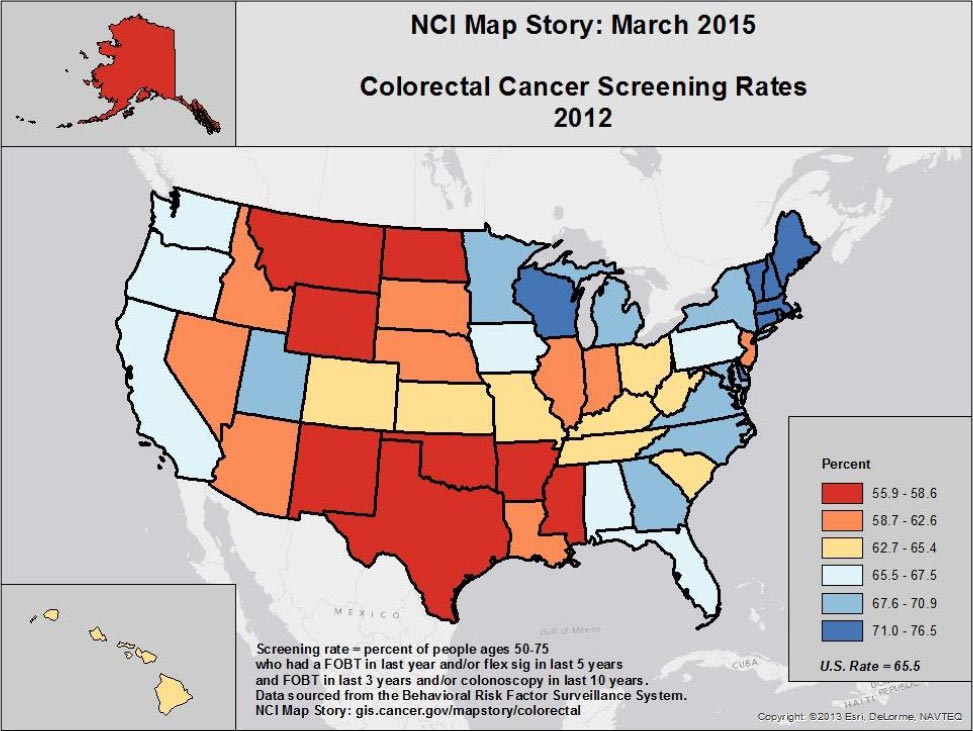 NCI Map Story: March 2015
Colorectal Cancer Screening Rates
2012
Percent
55.9 - 58.6
58.7 - 62.6
62.7 - 65.4
65.5 - 67.5
67.6 - 70.9
71.0 - 76.5
U.S. Rate = 65.5
MEXICO
Gulf of Mexico
CUBA
HAITI
Screening rate = percent of people ages 50-75
who had a FOBT in last year and/or flex sig in last 5 years
and FOBT in last 3 years and/or colonoscopy in last 10 years.
Data sourced from the Behavioral Risk Factor Surveillance System.
NCI Map Story: gis.cancer.gov/mapstory/colorectal
Copyright: ©2013 Esri, DeLorme, NAVTEQ